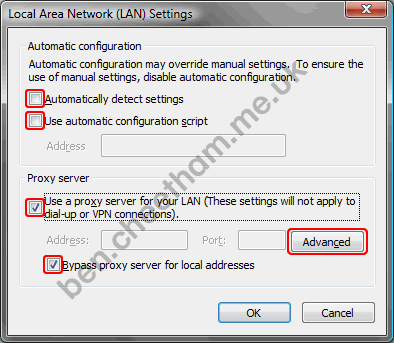 Local Area Network (LAN) Settings
Automatic configuration
Automatic configuration may override manual settings. To ensure the
use of manual settings, disable automatic configuration.
Automatically detect settings
Use automatic configuration script
Address
Proxy server
Use a proxy server for your LAN (These settings will not apply to
dial-up or VPN connections).
Address:
Port:
Advanced
Bypass proxy server for local addresses
OK
Cancel
ben.cheetham.me.uk